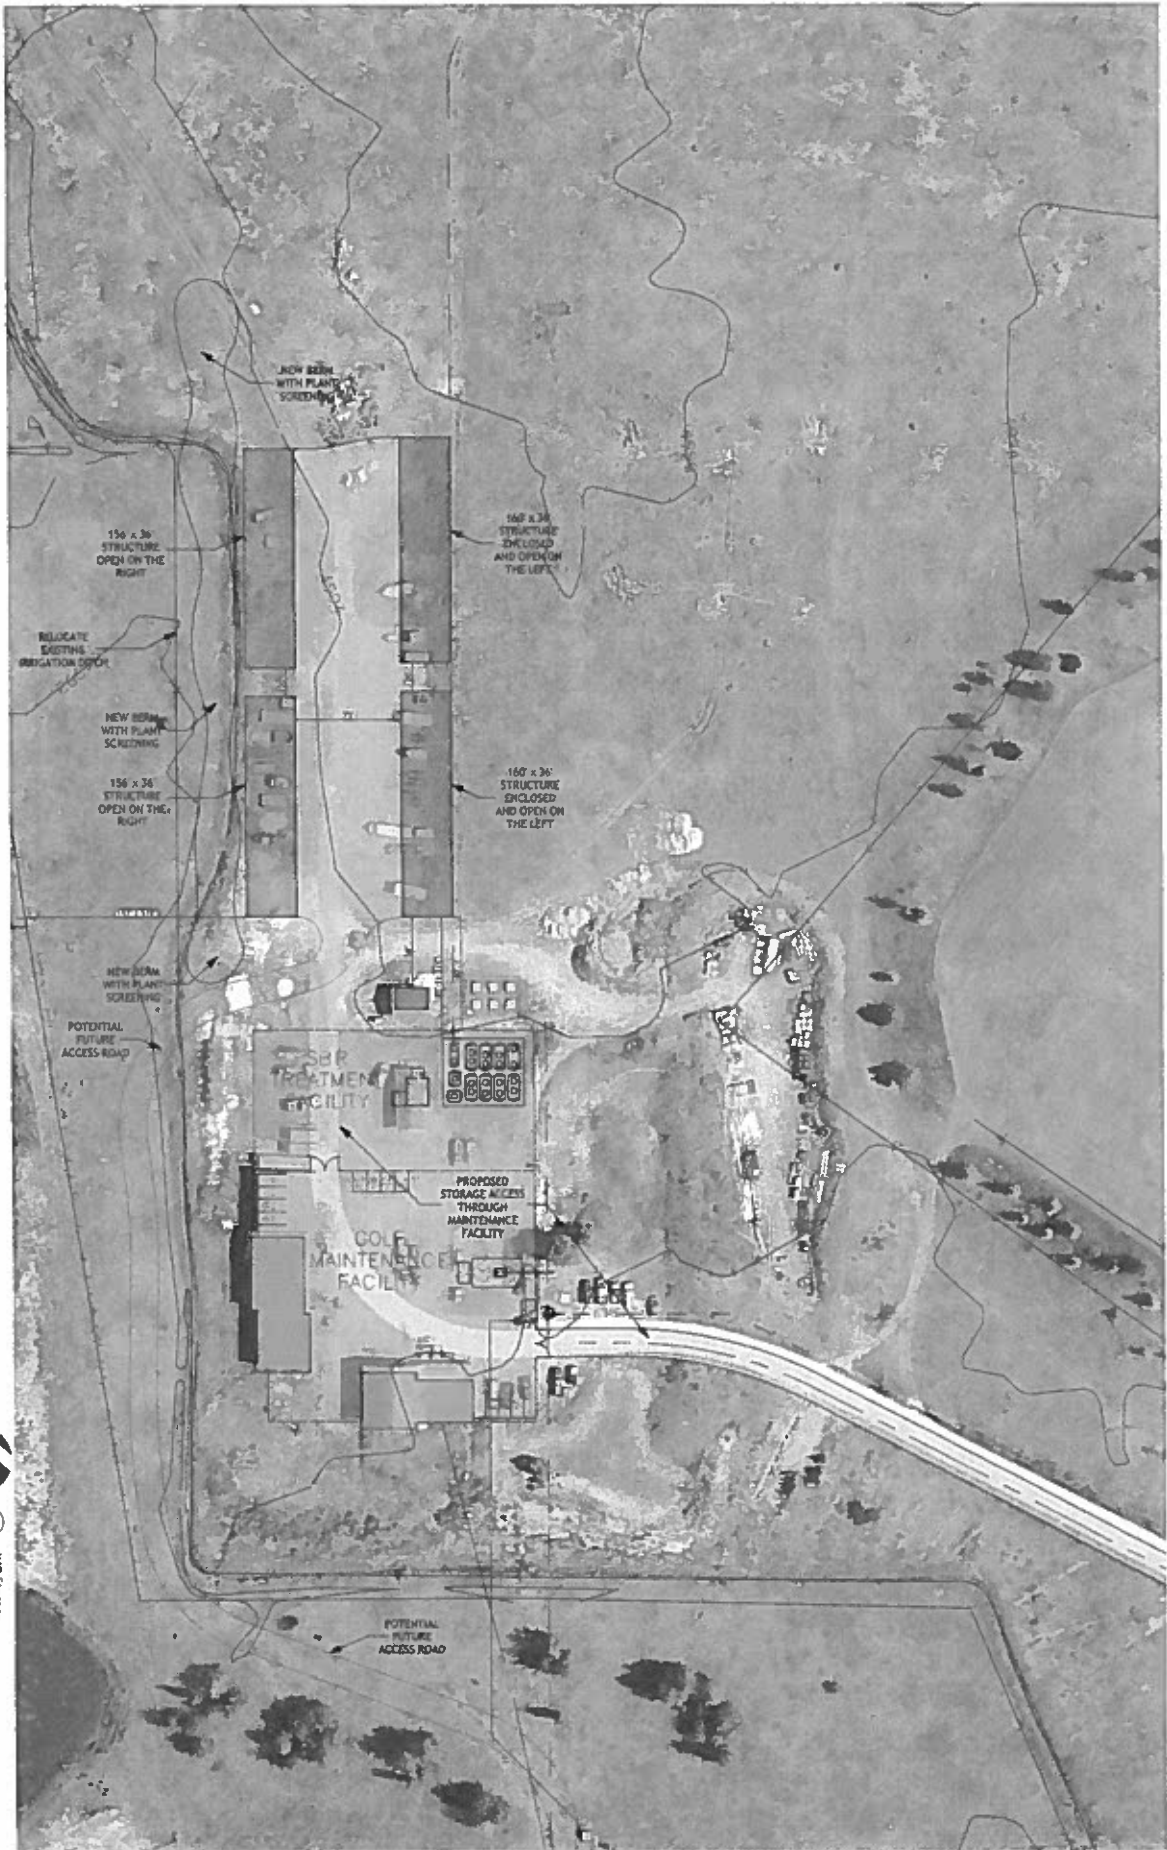 NEW BERM
WITH PLANT
SCREENING
156' x 36'
STRUCTURE
OPEN ON THE
RIGHT
160' x 36'
STRUCTURE
ENCLOSED
AND OPEN ON
THE LEFT
RELOCATE
EXISTING
IRRIGATION DITCH
NEW BERM
WITH PLANT
SCREENING
156' x 36'
STRUCTURE
OPEN ON THE
RIGHT
160' x 36'
STRUCTURE
ENCLOSED
AND OPEN ON
THE LEFT
NEW BERM
WITH PLANT
SCREENING
POTENTIAL
FUTURE
ACCESS ROAD
SBR
TREATMENT
FACILITY
PROPOSED
STORAGE ACCESS
THROUGH
MAINTENANCE
FACILITY
GOLF
MAINTENANCE
FACILITY
POTENTIAL
FUTURE
ACCESS ROAD